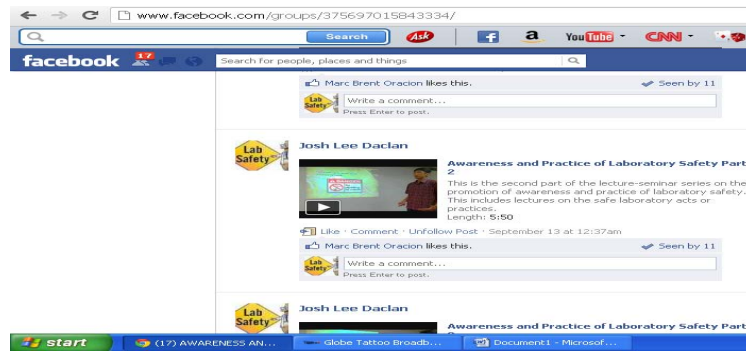 www.facebook.com/groups/375697015843334/
Search Ask a YouTube CNN
facebook 17 Search for people, places and things
Marc Brent Oracion likes this. Seen by 11
Lab Safety Write a comment...
Press Enter to post.
Lab Safety
Josh Lee Daclan
Awareness and Practice of Laboratory Safety Part
2
This is the second part of the lecture-seminar series on the
promotion of awareness and practice of laboratory safety.
This includes lectures on the safe laboratory acts or
practices.
Length: 5:50
Like · Comment · Unfollow Post · September 13 at 12:37am
Marc Brent Oracion likes this. Seen by 11
Lab Safety Write a comment...
Press Enter to post.
Lab Safety
Josh Lee Daclan
Awareness and Practice of Laboratory Safety Part
start (17) AWARENESS AN... Globe Tattoo Broadb... Document1 - Microsof...